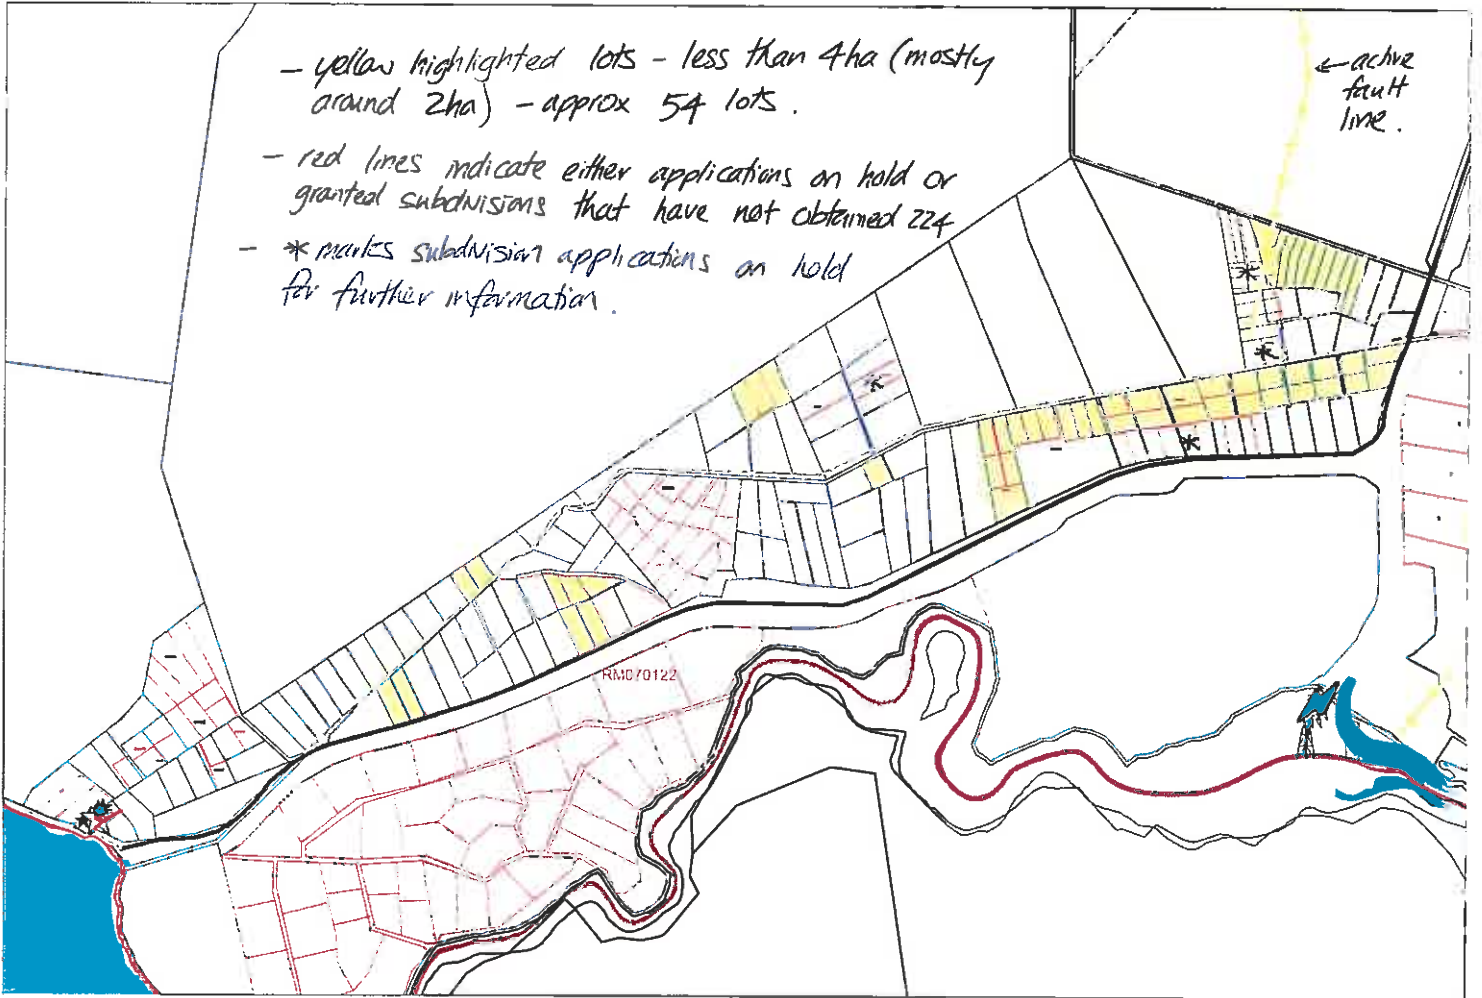 - yellow highlighted lots - less than 4ha (mostly
around 2ha) - approx 54 lots.
- red lines indicate either applications on hold or
granted subdivisions that have not obtained 224
- * marks subdivision applications on hold
for further information.
← active
fault
line.
RM070122